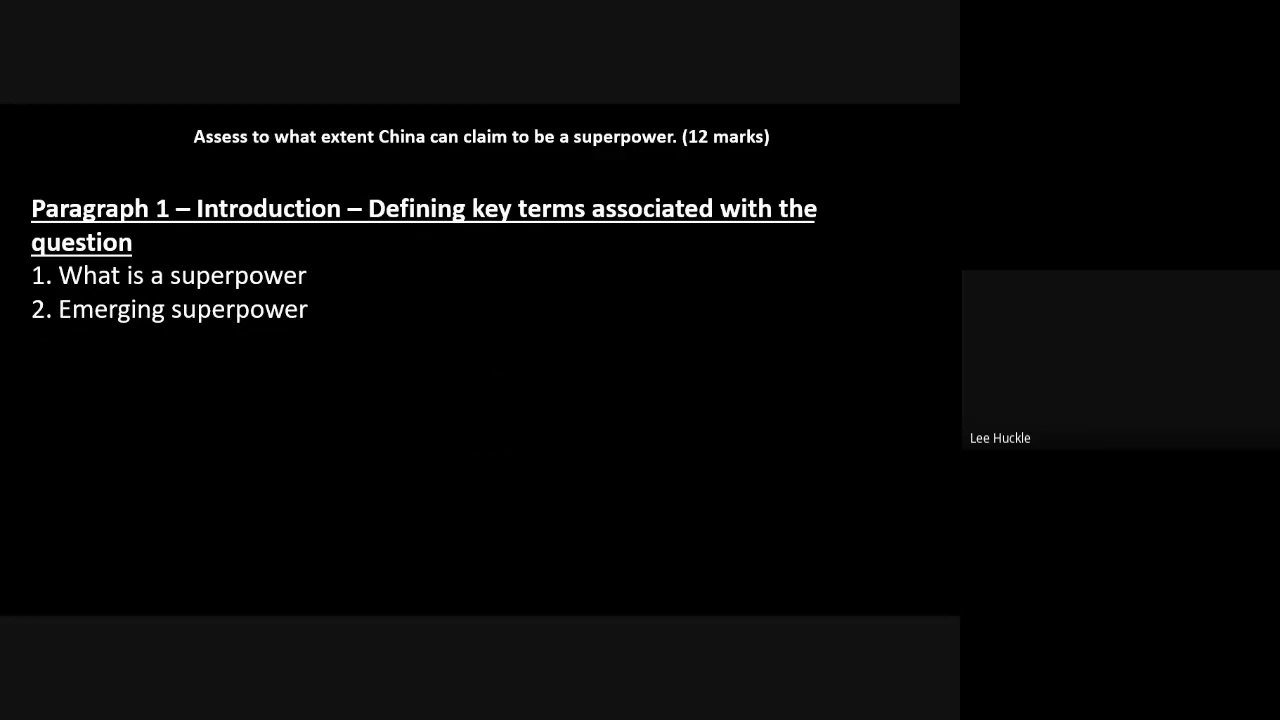 Assess to what extent China can claim to be a superpower. (12 marks)
Paragraph 1 – Introduction – Defining key terms associated with the
question
1. What is a superpower
2. Emerging superpower
Lee Huckle